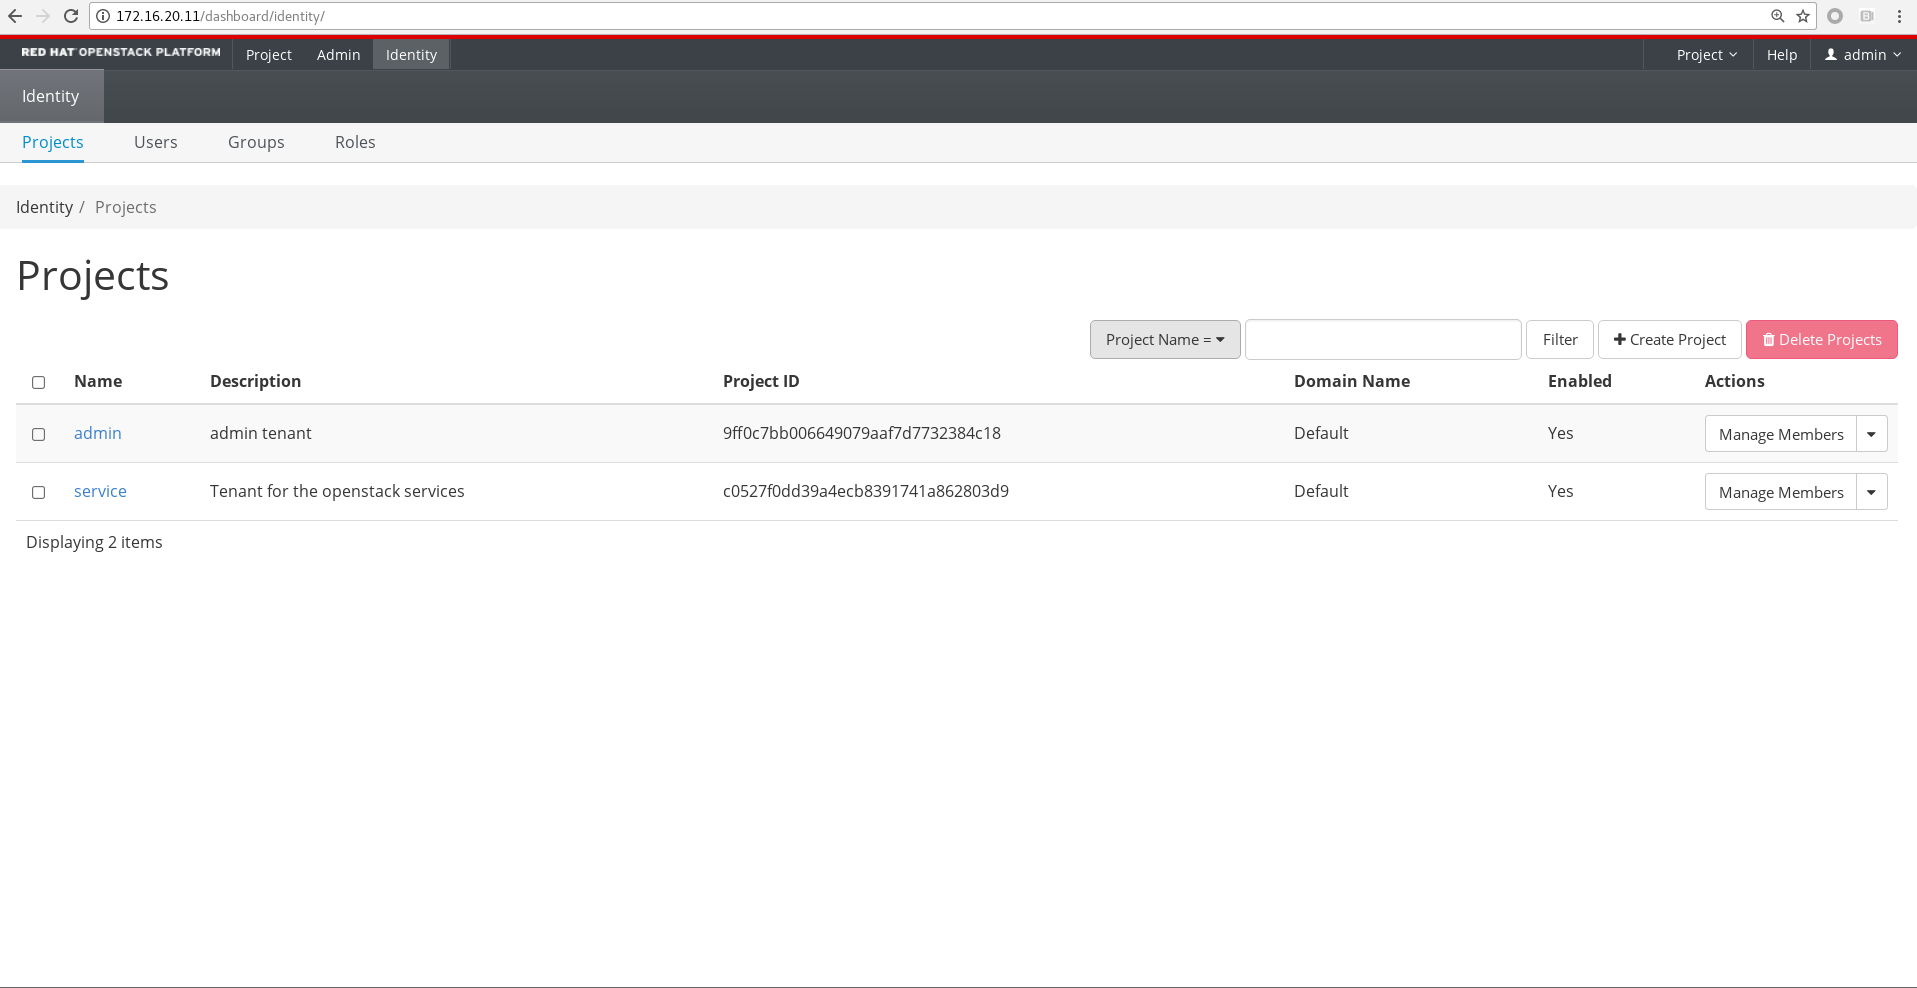 172.16.20.11/dashboard/identity/
RED HAT OPENSTACK PLATFORM Project Admin Identity Project Help admin
Identity
Projects Users Groups Roles
Identity / Projects
Projects
Project Name = Filter Create Project Delete Projects
Name Description Project ID Domain Name Enabled Actions
admin admin tenant 9ff0c7bb006649079aaf7d7732384c18 Default Yes Manage Members
service Tenant for the openstack services c0527f0dd39a4ecb8391741a862803d9 Default Yes Manage Members
Displaying 2 items